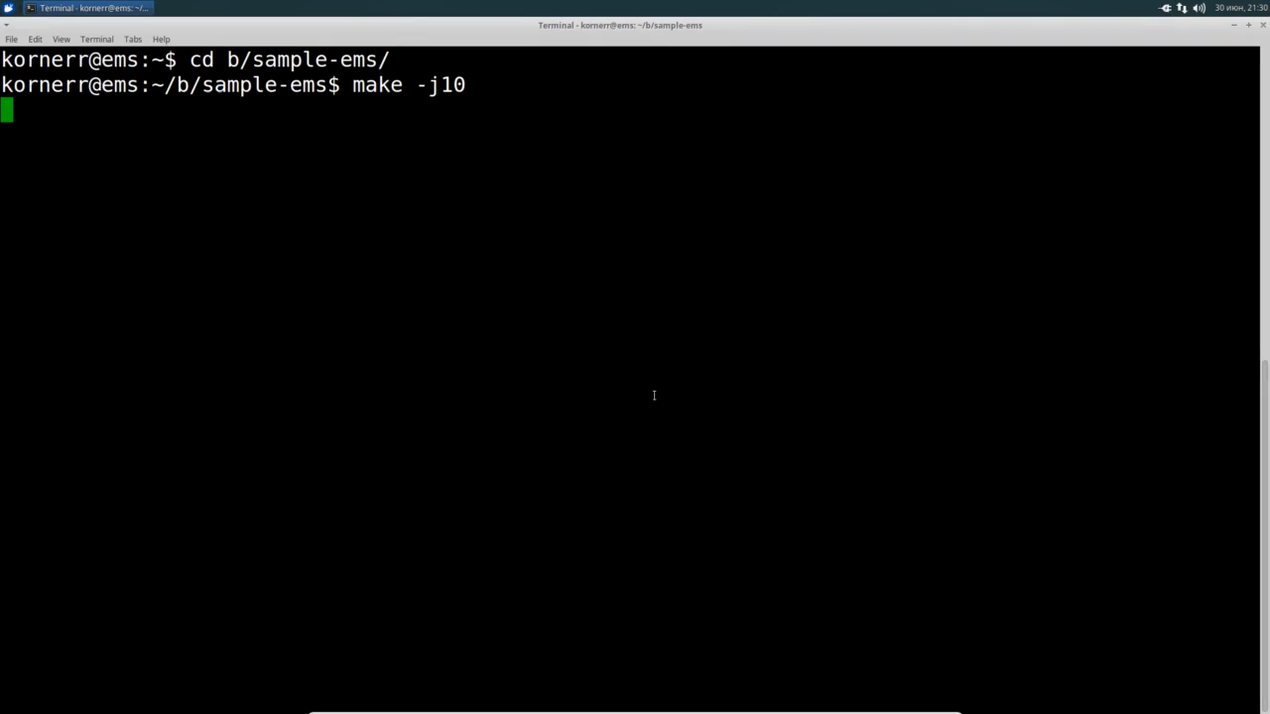 Terminal - kornerr@ems: ~/...
30 июн, 21:30
Terminal - kornerr@ems: ~/b/sample-ems
File Edit View Terminal Tabs Help
kornerr@ems:~$ cd b/sample-ems/
kornerr@ems:~/b/sample-ems$ make -j10